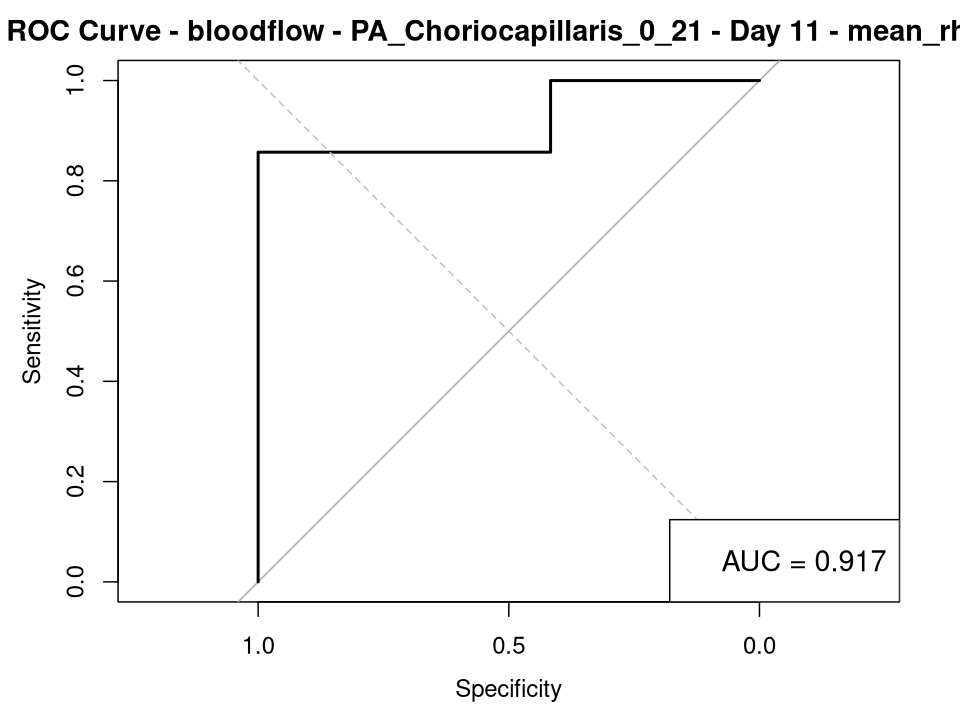 ROC Curve - bloodflow - PA_Choriocapillaris_0_21 - Day 11 -
1.0
0.8
0.6
0.4
0.2
0.0
Sensitivity
AUC = 0.917
1.0 0.5 0.0
Specificity